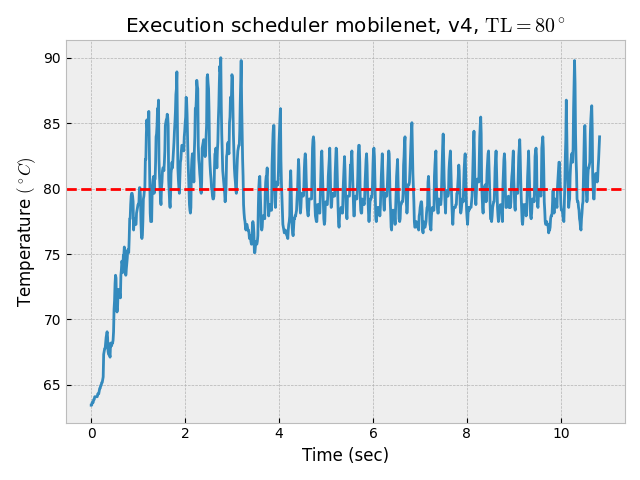 Execution scheduler mobilenet, v4, TL = 80°
Temperature (°C)
90
85
80
75
70
65
0 2 4 6 8 10
Time (sec)